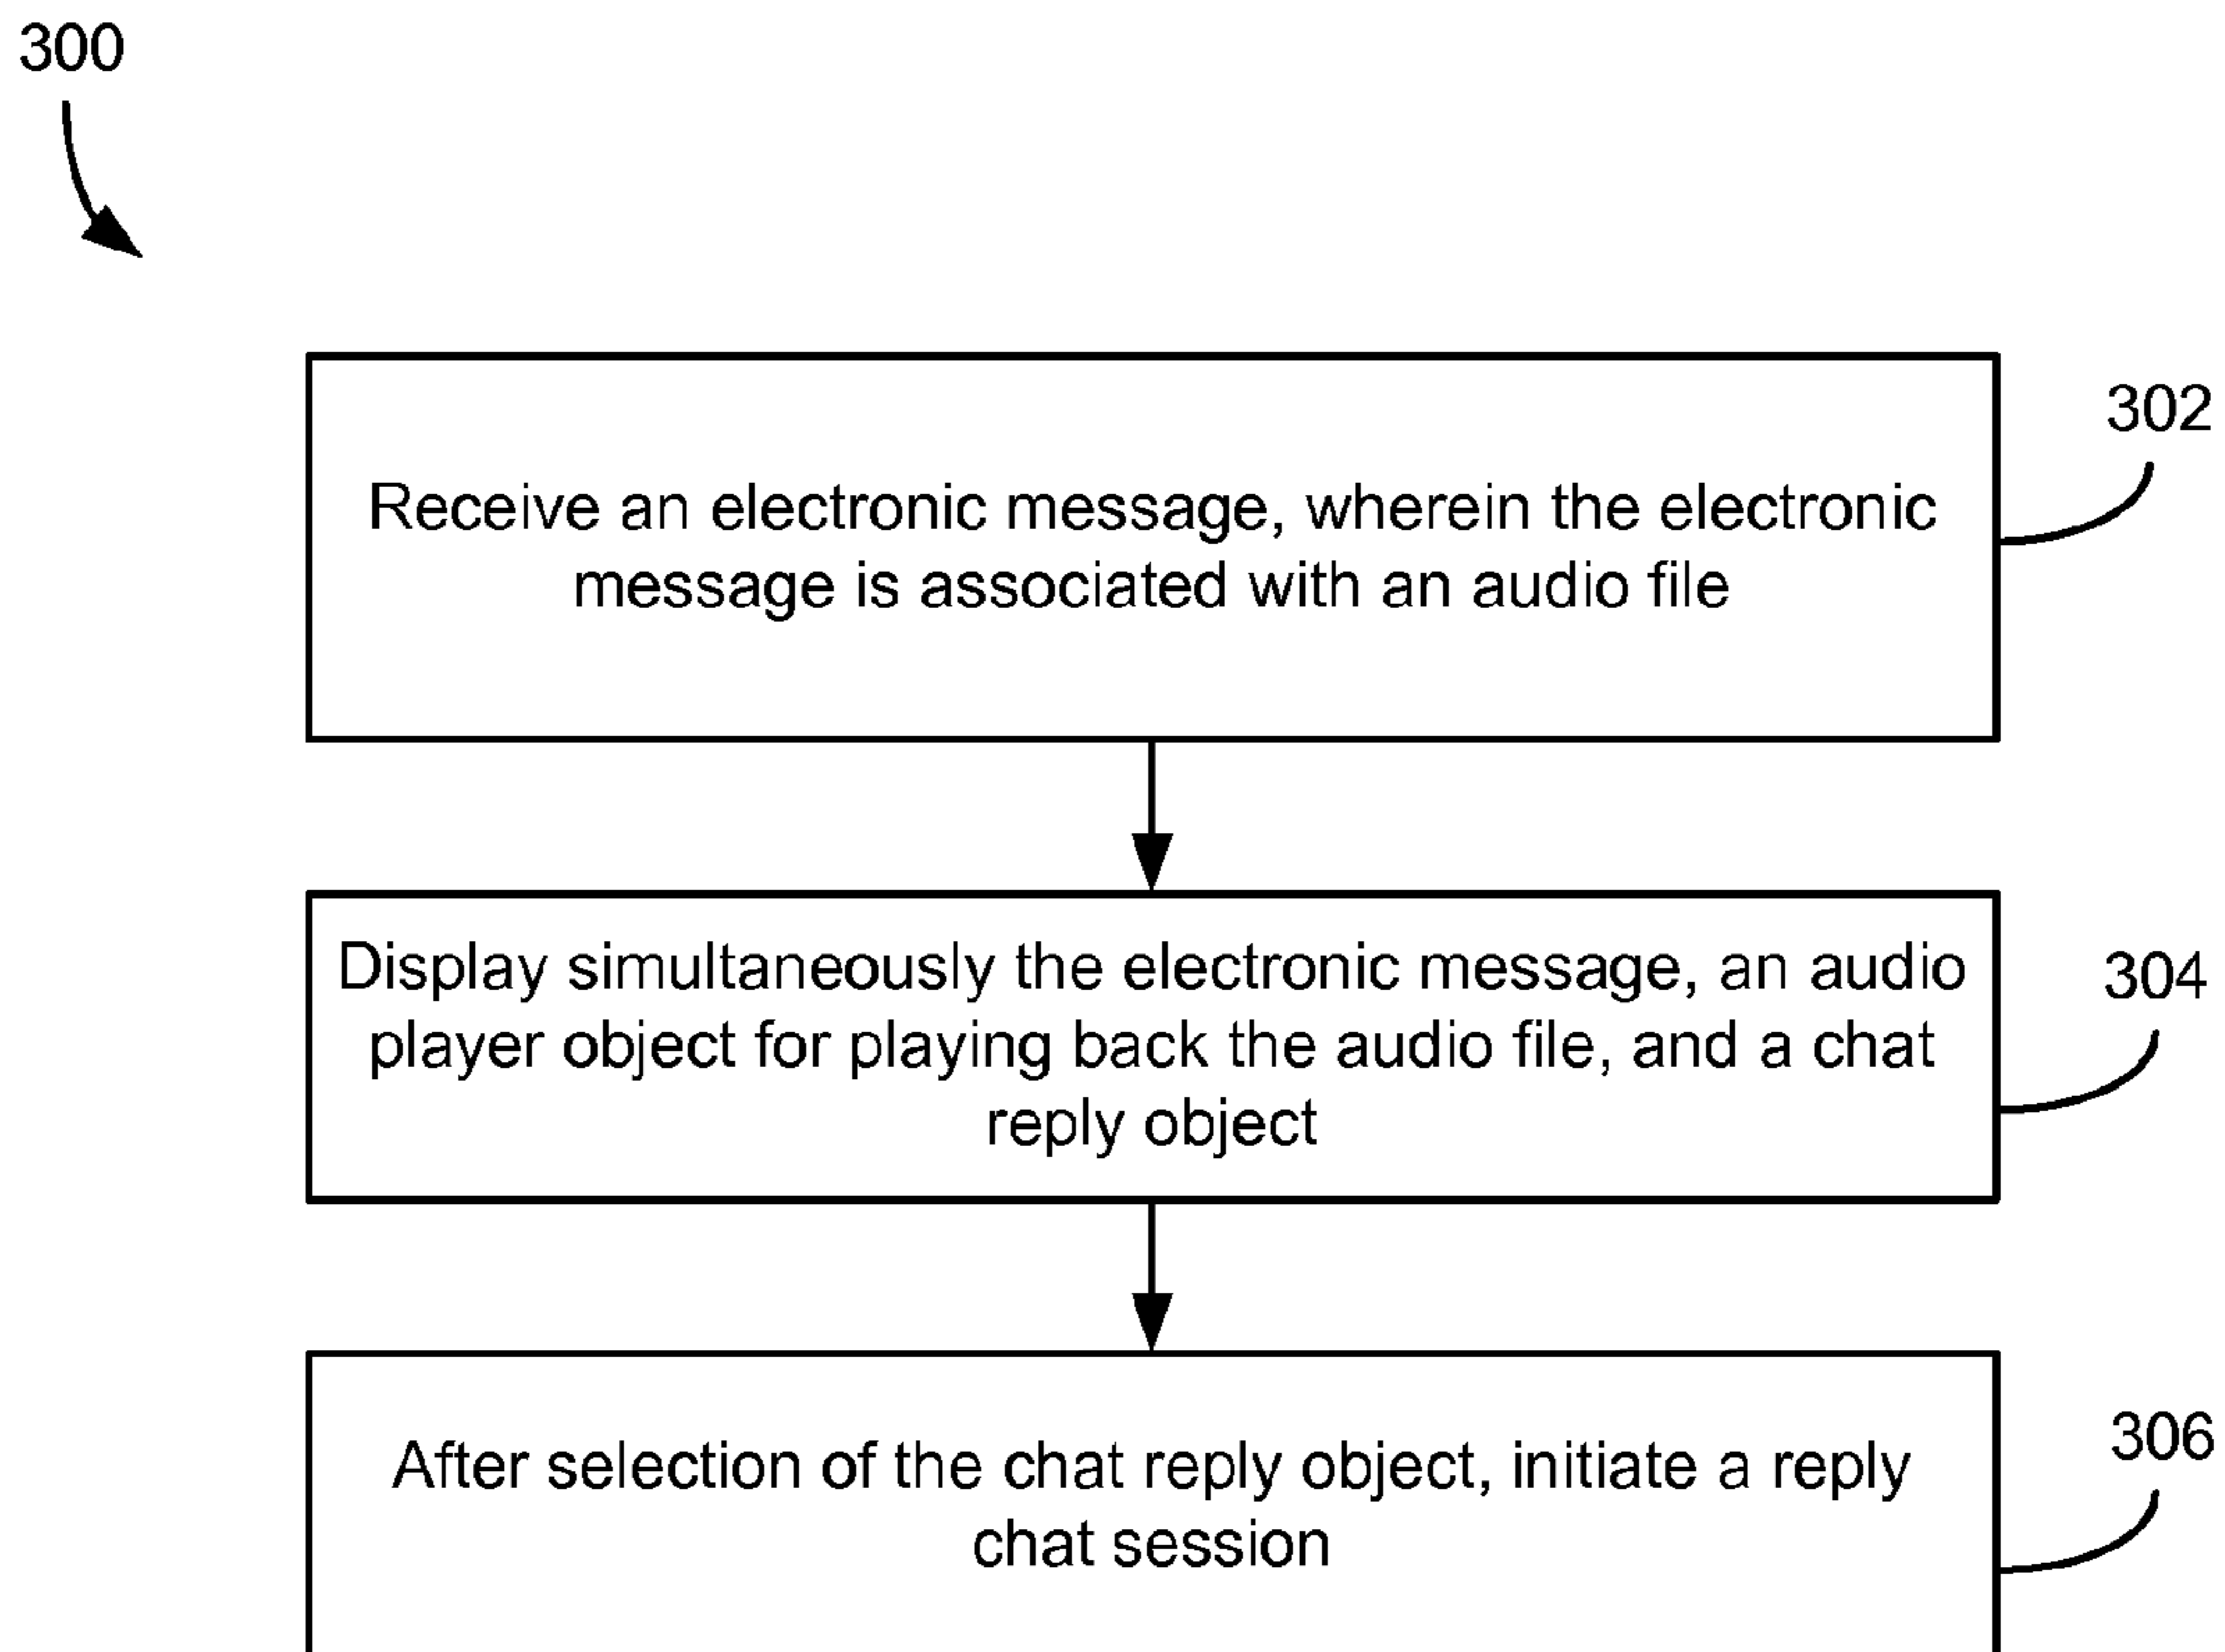 300
302
Receive an electronic message, wherein the electronic
message is associated with an audio file
304
Display simultaneously the electronic message, an audio
player object for playing back the audio file, and a chat
reply object
306
After selection of the chat reply object, initiate a reply
chat session